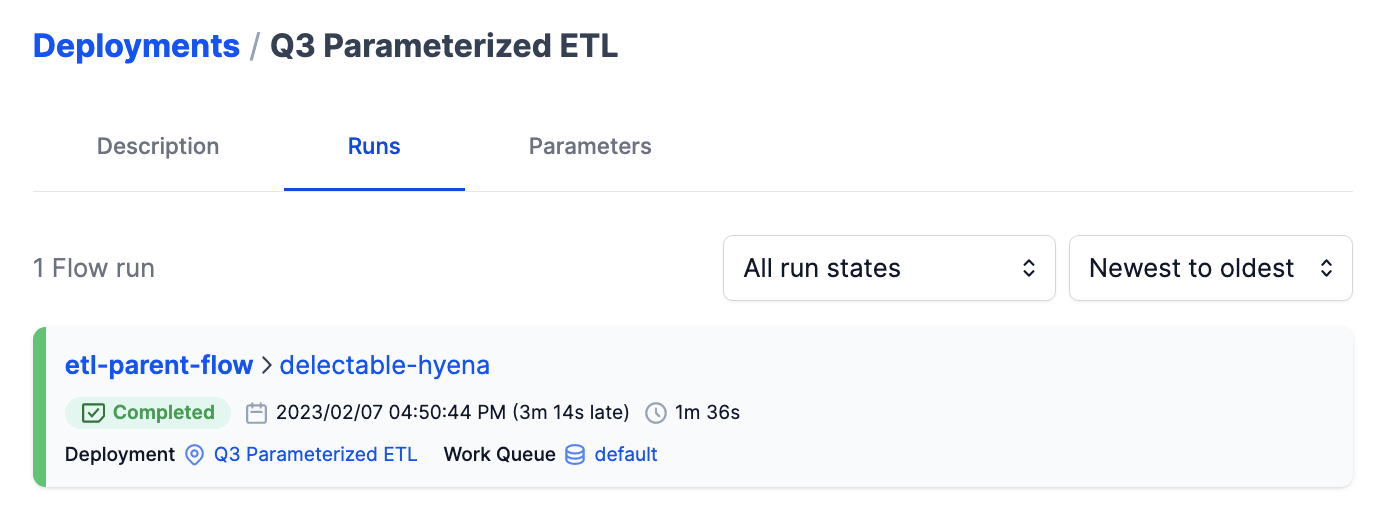 Deployments / Q3 Parameterized ETL
Description Runs Parameters
1 Flow run All run states Newest to oldest
etl-parent-flow > delectable-hyena
Completed 2023/02/07 04:50:44 PM (3m 14s late) 1m 36s
Deployment Q3 Parameterized ETL Work Queue default